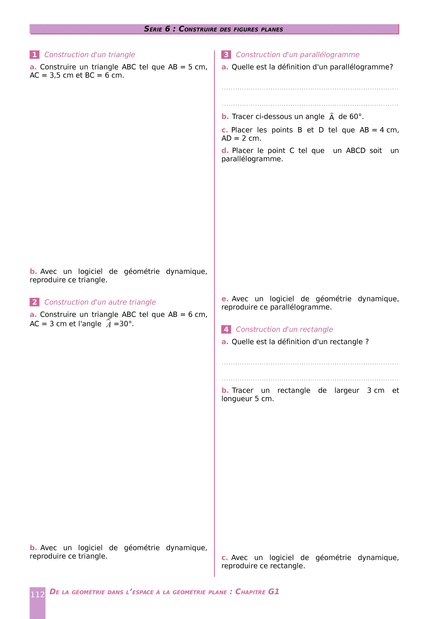 Série 6 : Construire des figures planes
1 Construction d'un triangle
a. Construire un triangle ABC tel que AB = 5 cm,
AC = 3,5 cm et BC = 6 cm.
b. Avec un logiciel de géométrie dynamique,
reproduire ce triangle.
2 Construction d'un autre triangle
a. Construire un triangle ABC tel que AB = 6 cm,
AC = 3 cm et l'angle Â =30°.
b. Avec un logiciel de géométrie dynamique,
reproduire ce triangle.
3 Construction d'un parallélogramme
a. Quelle est la définition d'un parallélogramme?
b. Tracer ci-dessous un angle Â de 60°.
c. Placer les points B et D tel que AB = 4 cm,
AD = 2 cm.
d. Placer le point C tel que un ABCD soit un
parallélogramme.
e. Avec un logiciel de géométrie dynamique,
reproduire ce parallélogramme.
4 Construction d'un rectangle
a. Quelle est la définition d'un rectangle ?
b. Tracer un rectangle de largeur 3 cm et
longueur 5 cm.
c. Avec un logiciel de géométrie dynamique,
reproduire ce rectangle.
112 De la géométrie dans l'espace à la géométrie plane : Chapitre G1